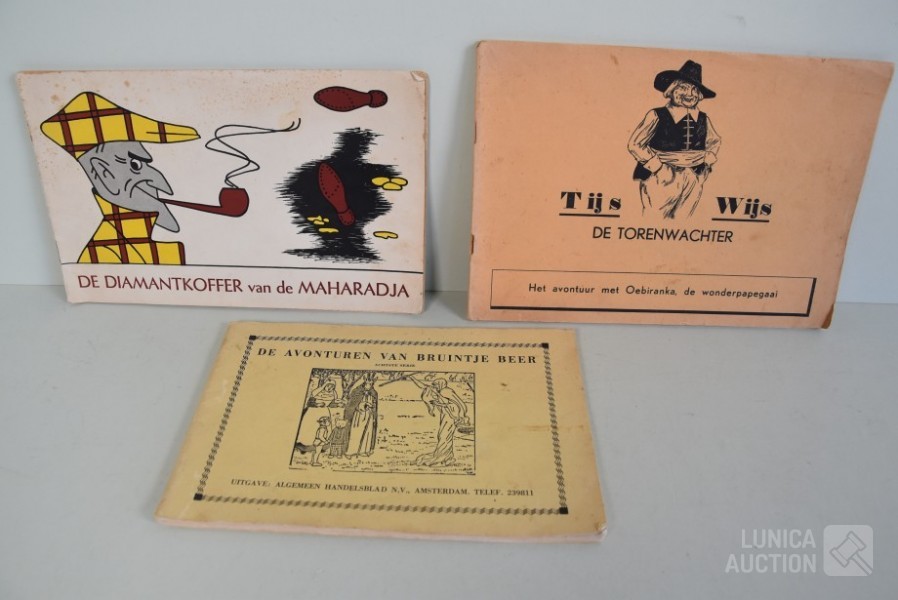 DE DIAMANTKOFFER van de MAHARADJA
Tijs Wijs
DE TORENWACHTER
Het avontuur met Oebiranka, de wonderpapegaai
DE AVONTUREN VAN BRUINTJE BEER
UITGAVE: ALGEMEEN HANDELSBLAD N.V., AMSTERDAM. TELEF. 239811
LUNICA
AUCTION